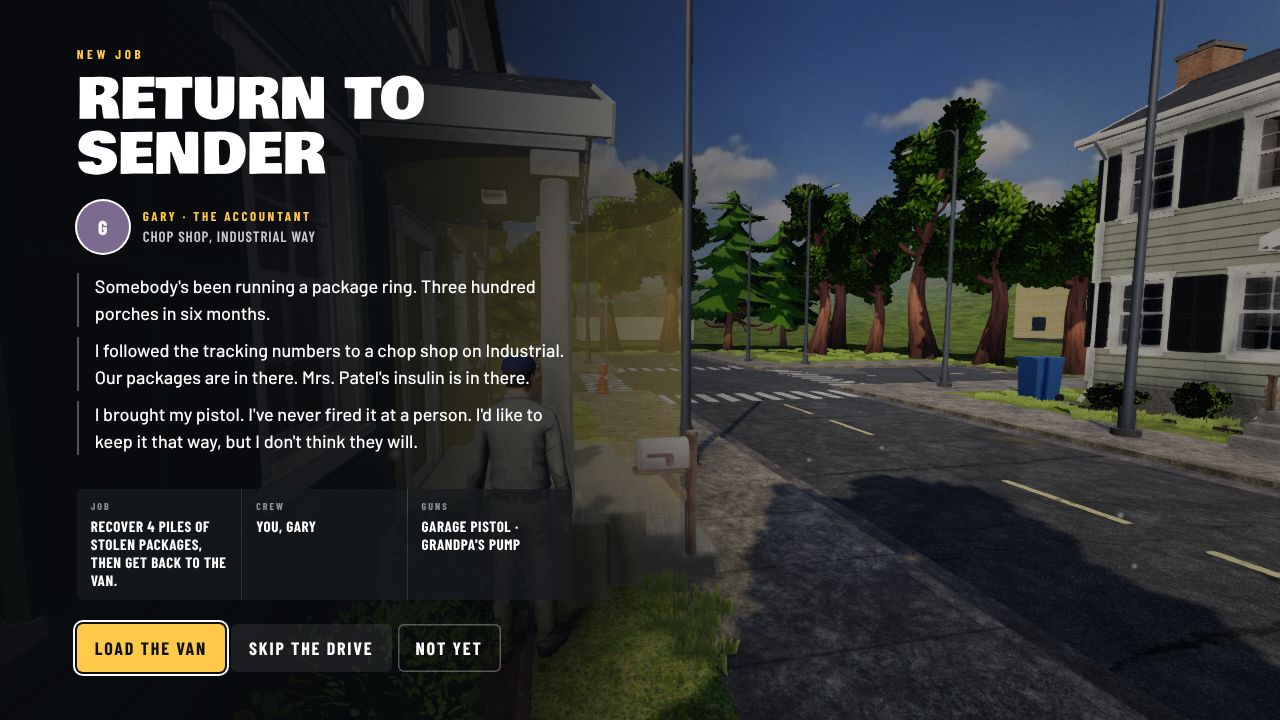 NEW JOB
RETURN TO
SENDER
G
GARY · THE ACCOUNTANT
CHOP SHOP, INDUSTRIAL WAY
Somebody's been running a package ring. Three hundred
porches in six months.
I followed the tracking numbers to a chop shop on Industrial.
Our packages are in there. Mrs. Patel's insulin is in there.
I brought my pistol. I've never fired it at a person. I'd like to
keep it that way, but I don't think they will.
JOB
RECOVER 4 PILES OF
STOLEN PACKAGES,
THEN GET BACK TO THE
VAN.
CREW
YOU, GARY
GUNS
GARAGE PISTOL ·
GRANDPA'S PUMP
LOAD THE VAN
SKIP THE DRIVE
NOT YET